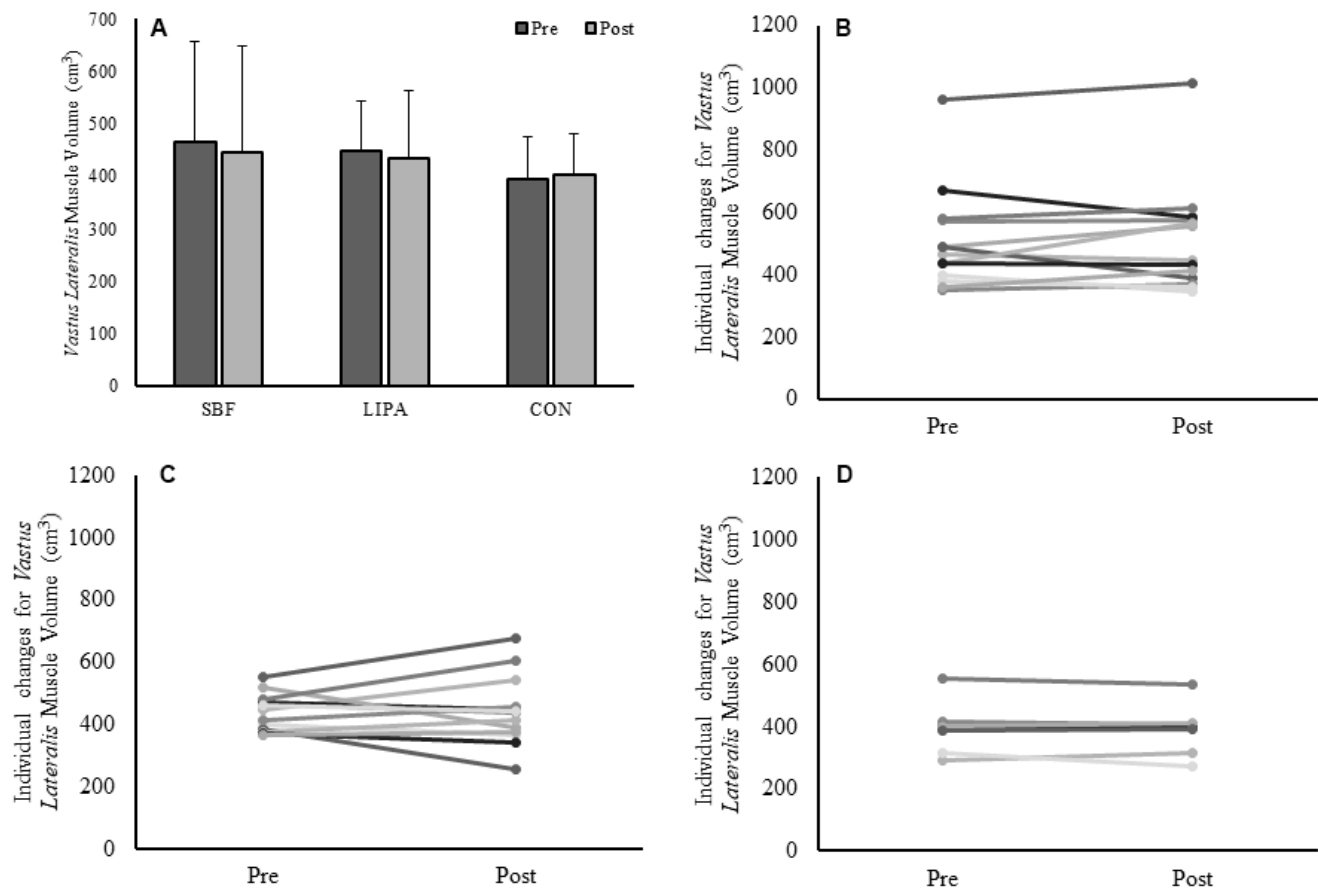 A
Pre Post
Vastus Lateralis Muscle Volume (cm³)
700
600
500
400
300
200
100
0
SBF LIPA CON
B
Individual changes for Vastus
Lateralis Muscle Volume (cm³)
1200
1000
800
600
400
200
0
Pre Post
C
Individual changes for Vastus
Lateralis Muscle Volume (cm³)
1200
1000
800
600
400
200
0
Pre Post
D
Individual changes for Vastus
Lateralis Muscle Volume (cm³)
1200
1000
800
600
400
200
0
Pre Post